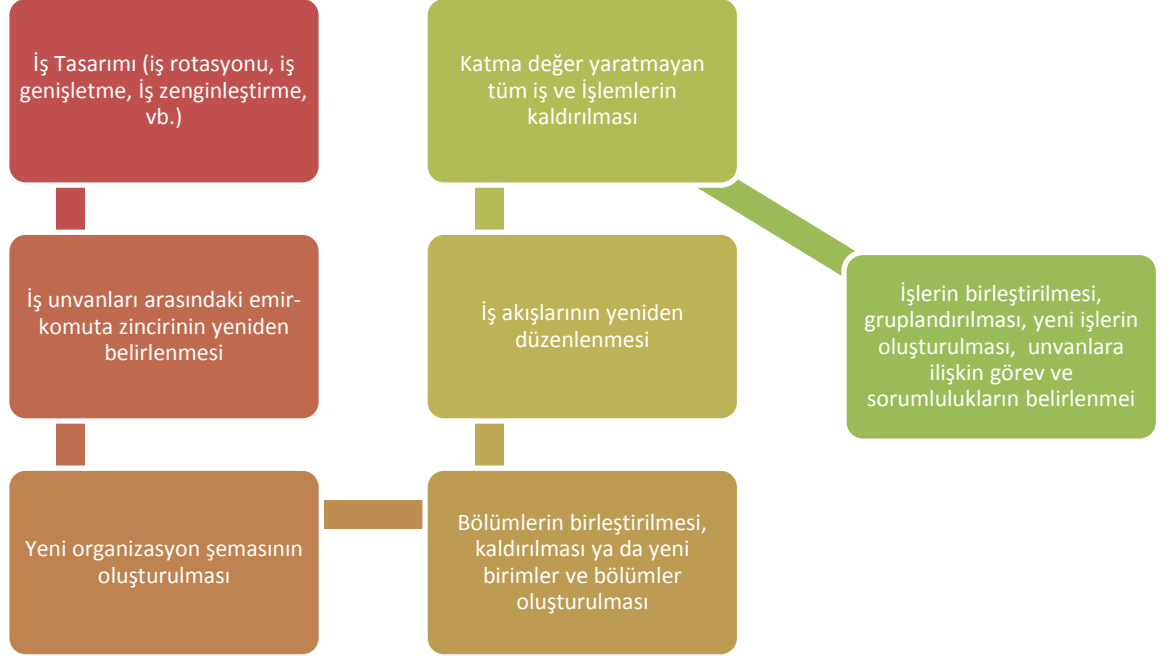 İş Tasarımı (iş rotasyonu, iş
genişletme, İş zenginleştirme,
vb.)
İş unvanları arasındaki emir-
komuta zincirinin yeniden
belirlenmesi
Yeni organizasyon şemasının
oluşturulması
Bölümlerin birleştirilmesi,
kaldırılması ya da yeni
birimler ve bölümler
oluşturulması
İş akışlarının yeniden
düzenlenmesi
Katma değer yaratmayan
tüm iş ve İşlemlerin
kaldırılması
İşlerin birleştirilmesi,
gruplandırılması, yeni işlerin
oluşturulması,  unvanlara
ilişkin görev ve
sorumlulukların belirlenmei